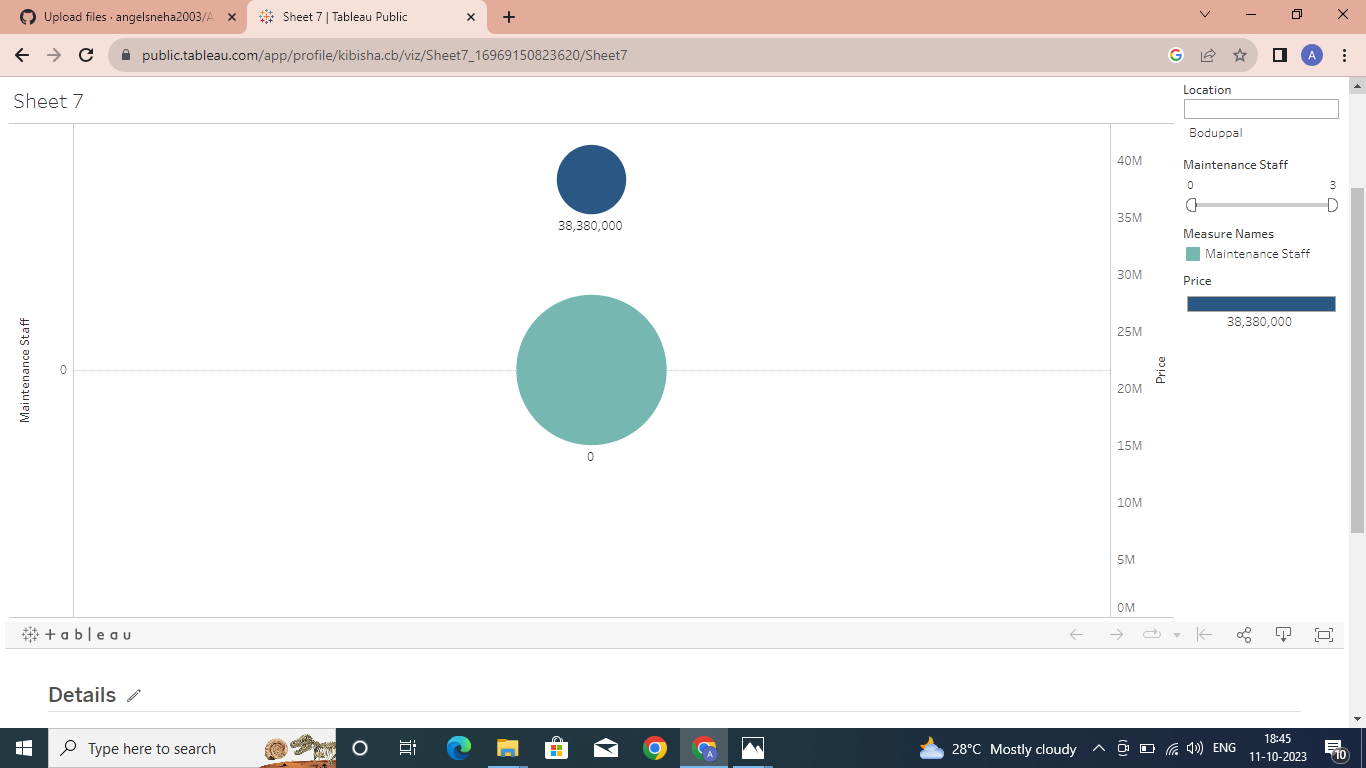 Upload files · angelsneha2003/A
Sheet 7 | Tableau Public
public.tableau.com/app/profile/kibisha.cb/viz/Sheet7_16969150823620/Sheet7
A
Sheet 7
Maintenance Staff
0
38,380,000
0
40M
35M
30M
25M
20M
15M
10M
5M
0M
Price
Location
Boduppal
Maintenance Staff
0 3
Measure Names
Maintenance Staff
Price
38,380,000
+ a b l e a u
Details
Type here to search
A
28°C Mostly cloudy
ENG
18:45
11-10-2023
10